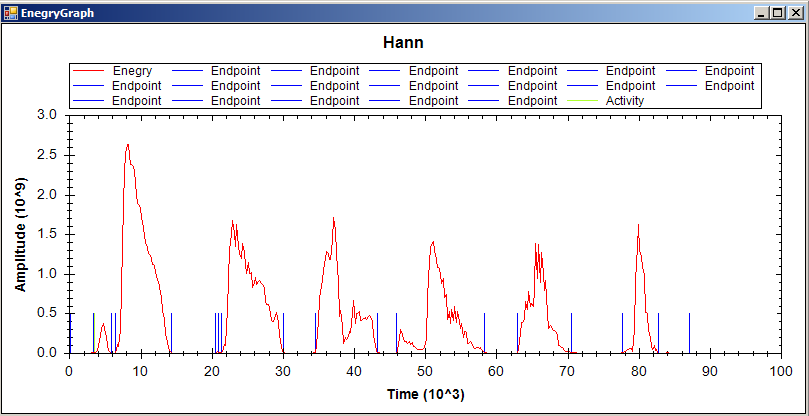 EnegryGraph
Hann
Enegry Endpoint Endpoint Endpoint Endpoint Endpoint Endpoint
Endpoint Endpoint Endpoint Endpoint Endpoint Endpoint Endpoint
Endpoint Endpoint Endpoint Endpoint Endpoint Activity
3.0
2.5
2.0
1.5
1.0
0.5
0.0
Amplitude (10^9)
0 10 20 30 40 50 60 70 80 90 100
Time (10^3)